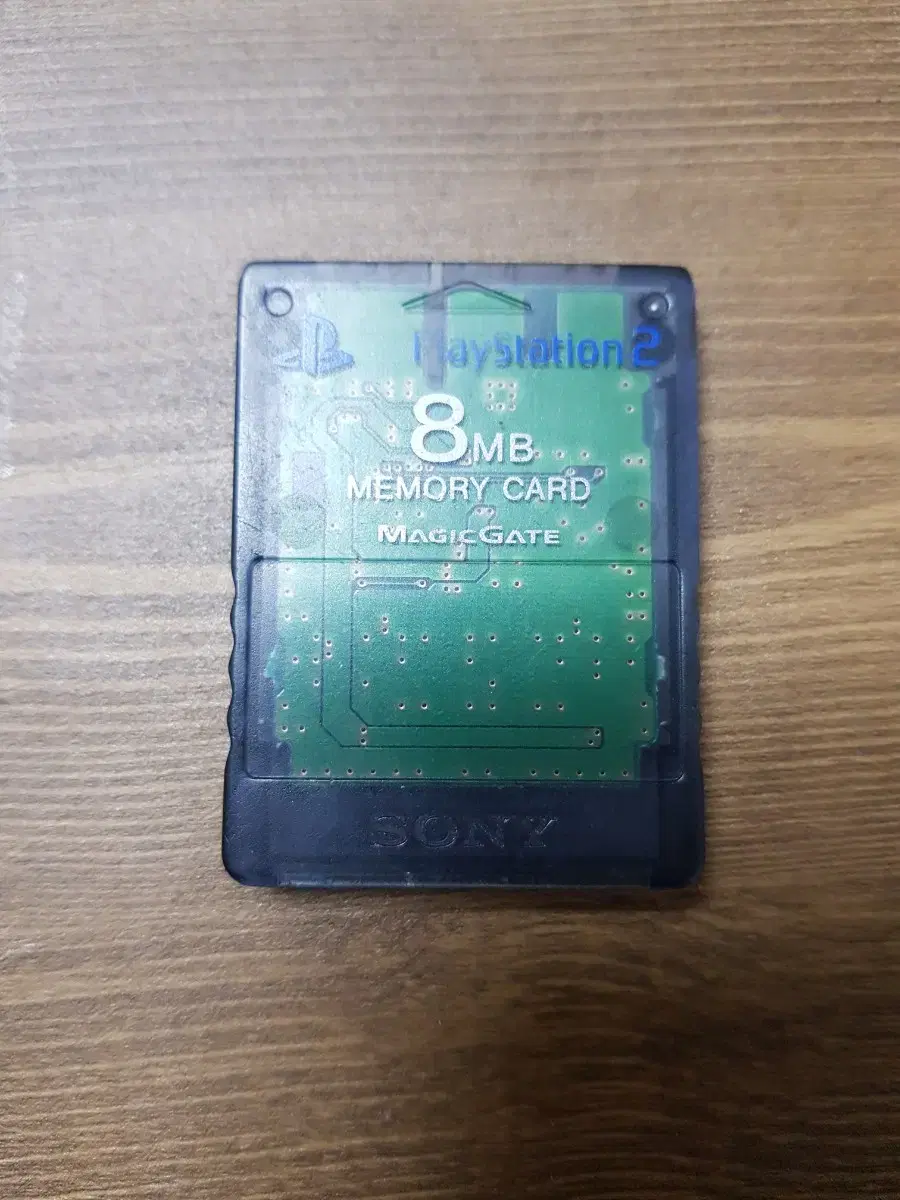 PlayStation 2
8MB
MEMORY CARD
MAGICGATE
SONY